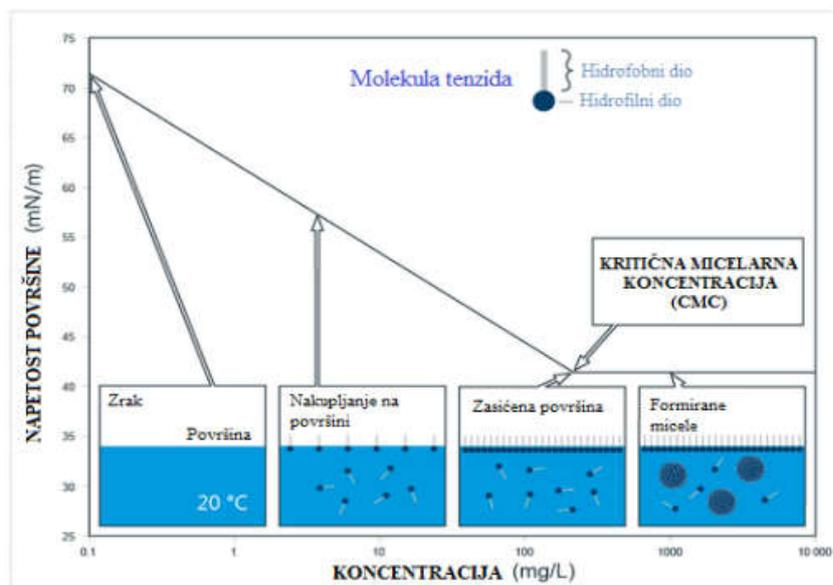 75
70
65
60
55
50
45
40
35
30
25
NAPETOST POVRŠINE (mN/m)
Molekula tenzida
Hidrofobni dio
Hidrofilni dio
KRITIČNA MICELARNA
KONCENTRACIJA
(CMC)
Zrak
Površina
20 °C
Nakupljanje na
površini
Zasićena površina
Formirane
micele
0.1
1
10
100
1000
10 000
KONCENTRACIJA (mg/L)